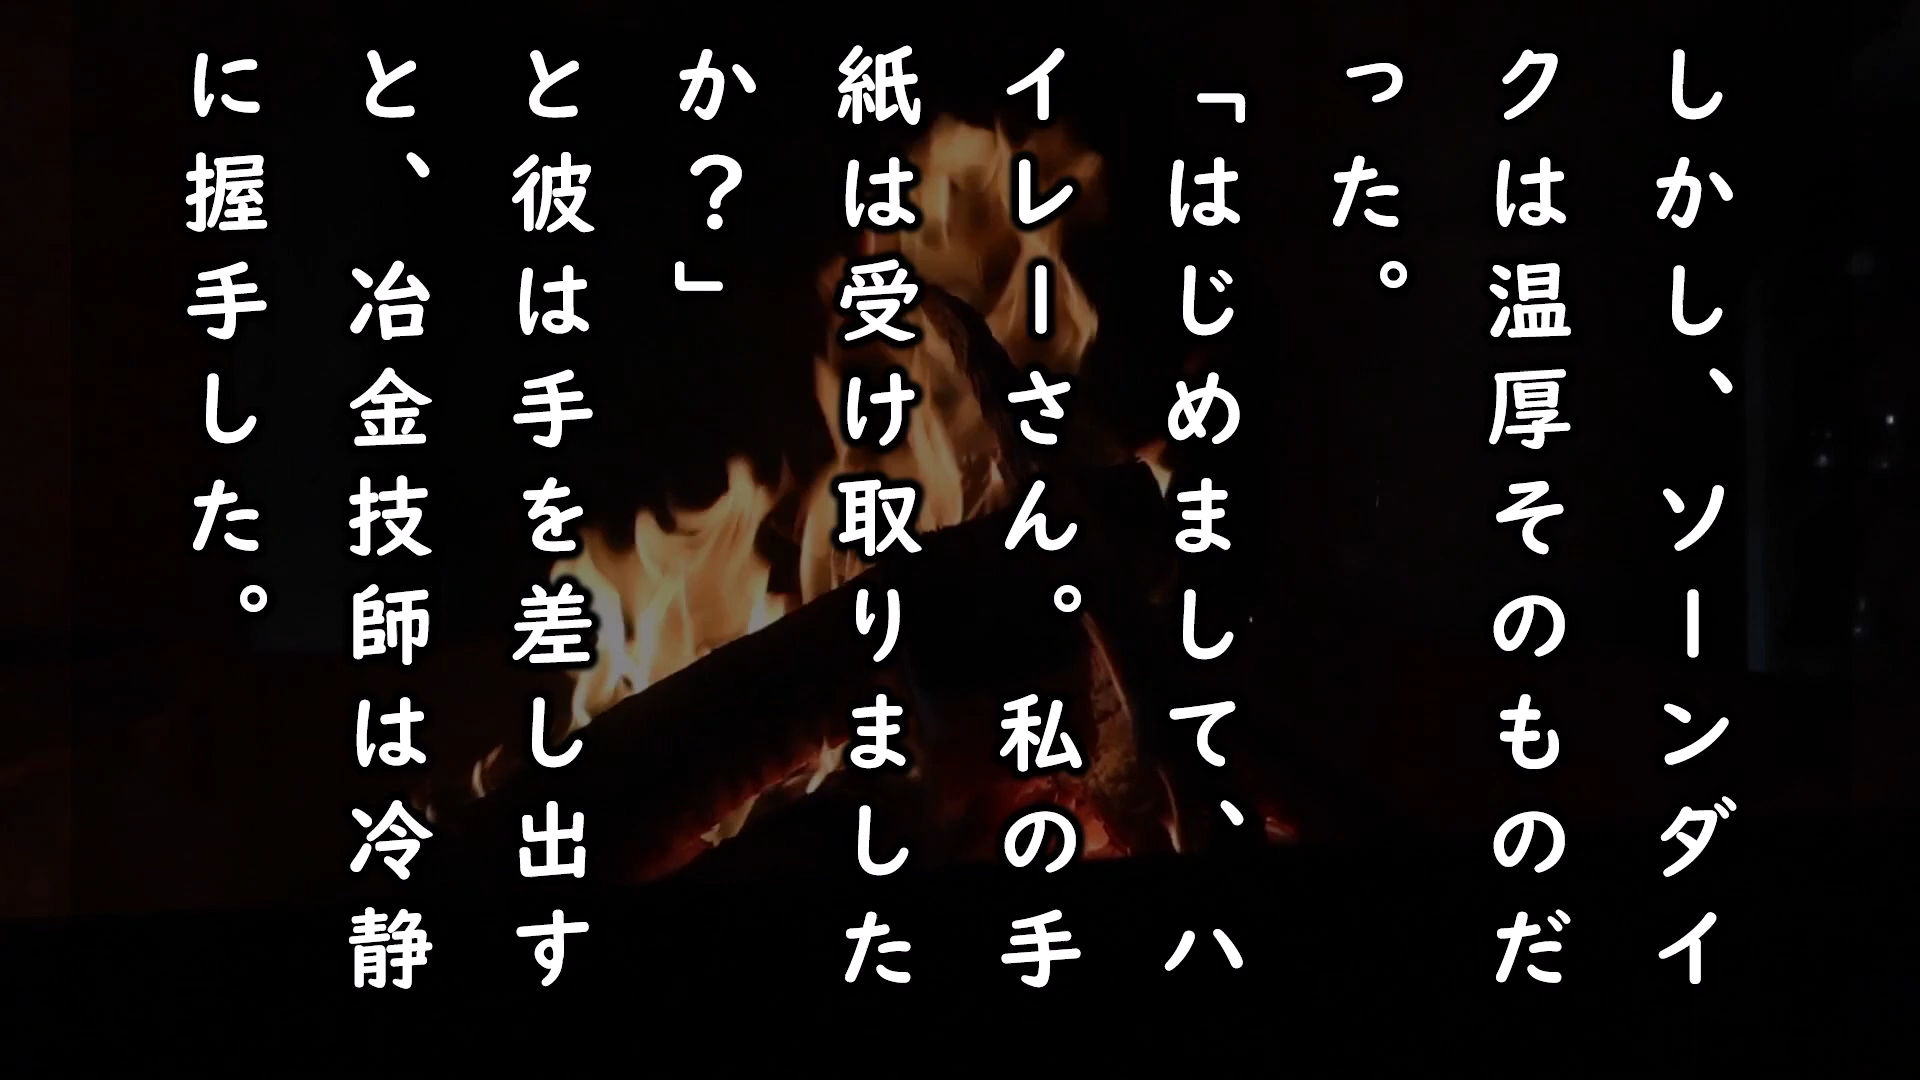 しかし、ソーンダイ
クは温厚そのものだ
った。
「はじめまして、ハ
イレーさん。私の手
紙は受け取りました
か？」
と彼は手を差し出す
と、冶金技師は冷静
に握手した。